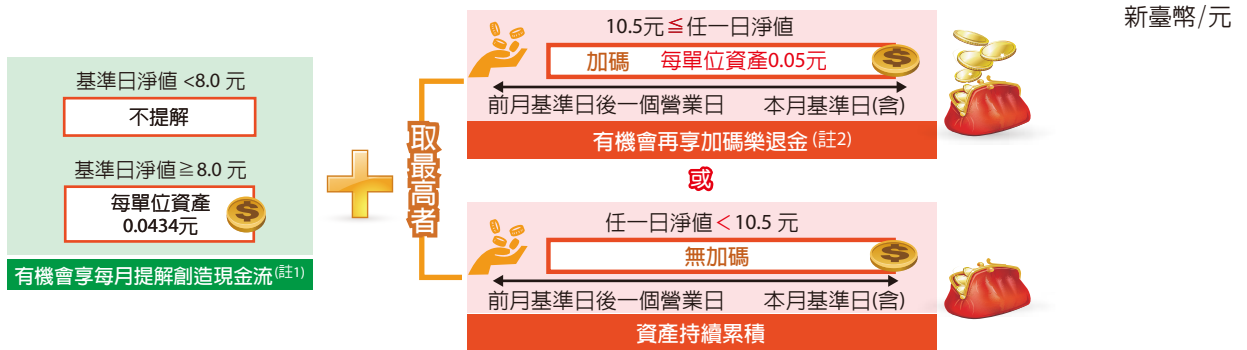 新臺幣/元
基準日淨值 <8.0 元
不提解
基準日淨值≧8.0 元
每單位資產
0.0434元
有機會享每月提解創造現金流(註1)
取最高者
10.5元≦任一日淨值
加碼 每單位資產0.05元
前月基準日後一個營業日 本月基準日(含)
有機會再享加碼樂退金(註2)
或
任一日淨值<10.5 元
無加碼
前月基準日後一個營業日 本月基準日(含)
資產持續累積